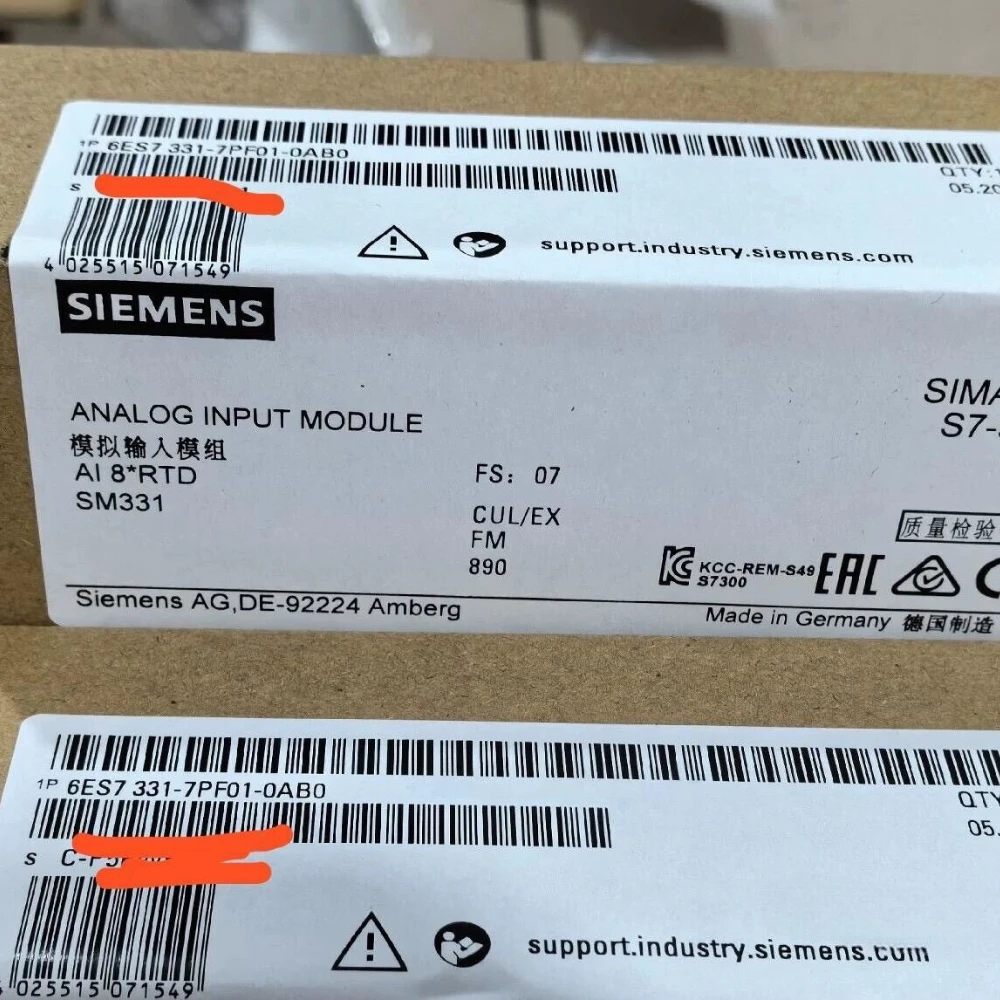 1P 6ES7 331-7PF01-0AB0
QTY:1
S
05.20
support.industry.siemens.com
4 025515 071549
SIEMENS
SIMA
S7-
ANALOG INPUT MODULE
模拟输入模组
AI 8*RTD
SM331
FS: 07
CUL/EX
FM
890
质量检验
KCC-REM-S49
S7300
EAC
Siemens AG,DE-92224 Amberg
Made in Germany 德国制造
1P 6ES7 331-7PF01-0AB0
QTY
05.
S C-
support.industry.siemens.com
025515 071549